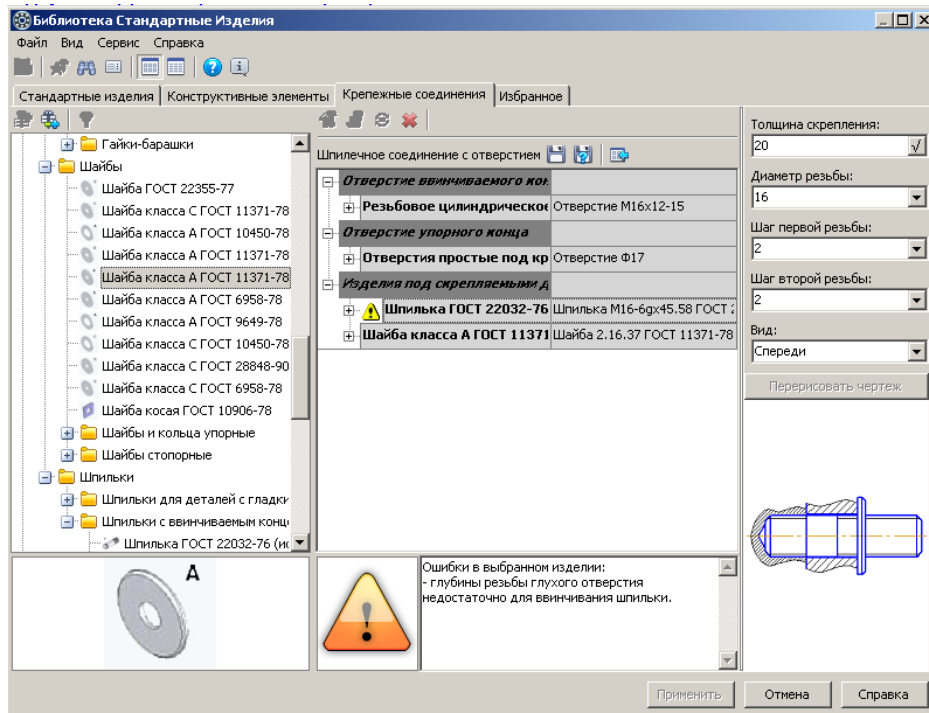 Библиотека Стандартные Изделия
Файл Вид Сервис Справка
Стандартные изделия Конструктивные элементы Крепежные соединения Избранное
Гайки-барашки
Шайбы
Шайба ГОСТ 22355-77
Шайба класса C ГОСТ 11371-78
Шайба класса A ГОСТ 10450-78
Шайба класса A ГОСТ 11371-78
Шайба класса A ГОСТ 11371-78
Шайба класса A ГОСТ 6958-78
Шайба класса A ГОСТ 9649-78
Шайба класса C ГОСТ 10450-78
Шайба класса C ГОСТ 28848-90
Шайба класса C ГОСТ 6958-78
Шайба косая ГОСТ 10906-78
Шайбы и кольца упорные
Шайбы стопорные
Шпильки
Шпильки для деталей с гладки
Шпильки с ввинчиваемым конц
Шпилька ГОСТ 22032-76 (ис
A
Шпилечное соединение с отверстием
Отверстие ввинчиваемого кон
Резьбовое цилиндрическое Отверстие М16х12-15
Отверстие упорного конца
Отверстия простые под кр Отверстие Ф17
Изделия под скрепляемыми д
Шпилька ГОСТ 22032-76 Шпилька М16-6gx45.58 ГОСТ 2
Шайба класса A ГОСТ 11371 Шайба 2.16.37 ГОСТ 11371-78
Ошибки в выбранном изделии:
- глубины резьбы глухого отверстия
недостаточно для ввинчивания шпильки.
Толщина скрепления:
20
Диаметр резьбы:
16
Шаг первой резьбы:
2
Шаг второй резьбы:
2
Вид:
Спереди
Перерисовать чертеж
Применить Отмена Справка